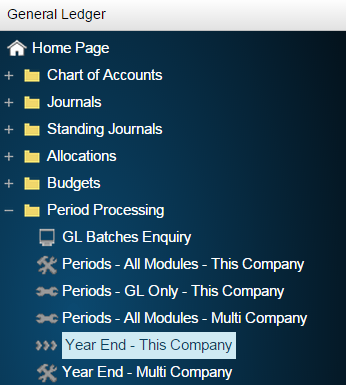 General Ledger
Home Page
Chart of Accounts
Journals
Standing Journals
Allocations
Budgets
Period Processing
GL Batches Enquiry
Periods - All Modules - This Company
Periods - GL Only - This Company
Periods - All Modules - Multi Company
Year End - This Company
Year End - Multi Company